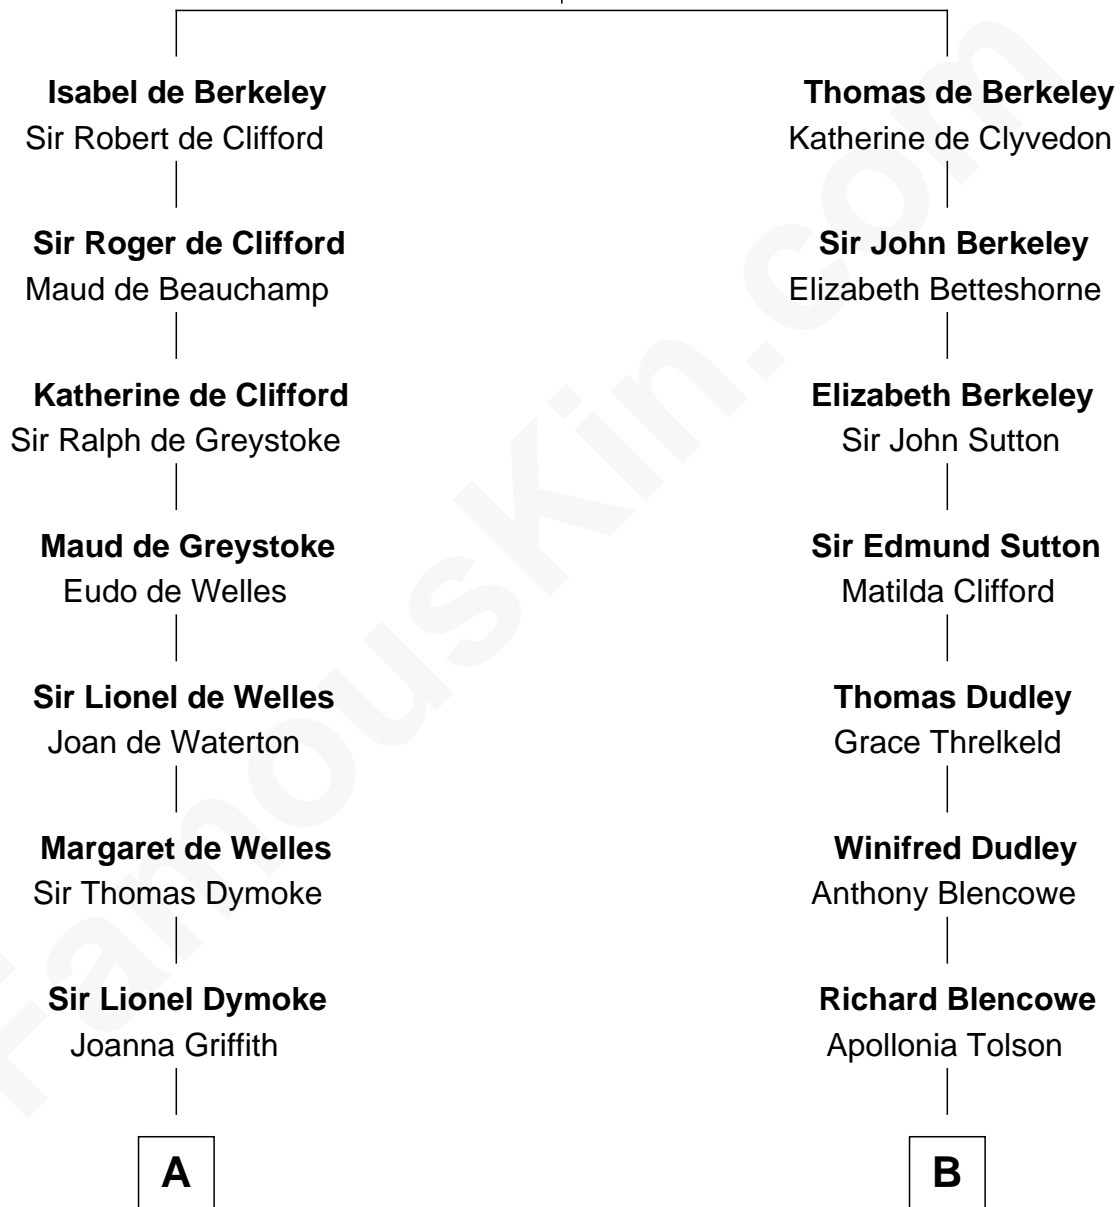 Isabel de Berkeley
Sir Robert de Clifford
Sir Roger de Clifford
Maud de Beauchamp
Katherine de Clifford
Sir Ralph de Greystoke
Maud de Greystoke
Eudo de Welles
Sir Lionel de Welles
Joan de Waterton
Margaret de Welles
Sir Thomas Dymoke
Sir Lionel Dymoke
Joanna Griffith
A
Thomas de Berkeley
Katherine de Clyvedon
Sir John Berkeley
Elizabeth Betteshorne
Elizabeth Berkeley
Sir John Sutton
Sir Edmund Sutton
Matilda Clifford
Thomas Dudley
Grace Threlkeld
Winifred Dudley
Anthony Blencowe
Richard Blencowe
Apollonia Tolson
B
FamousKin.com